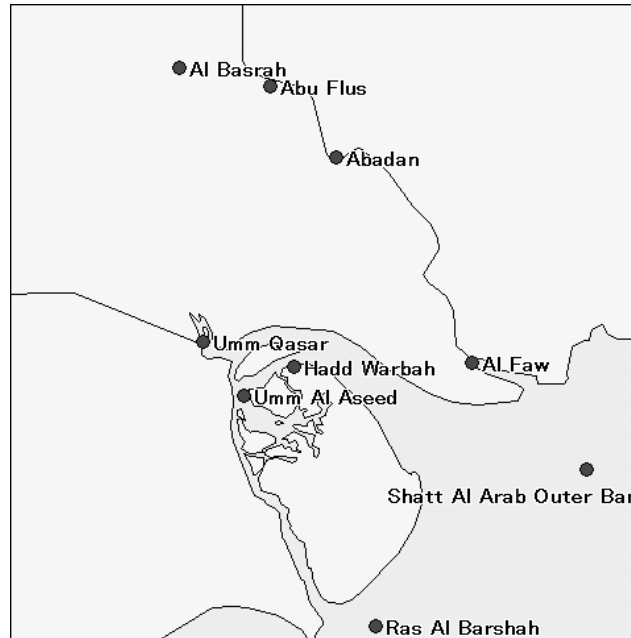 Al Basrah
Abu Flus
Abadan
Umm Qasar
Al Faw
Hadd Warbah
Umm Al Aseed
Shatt Al Arab Outer Bar
Ras Al Barshah